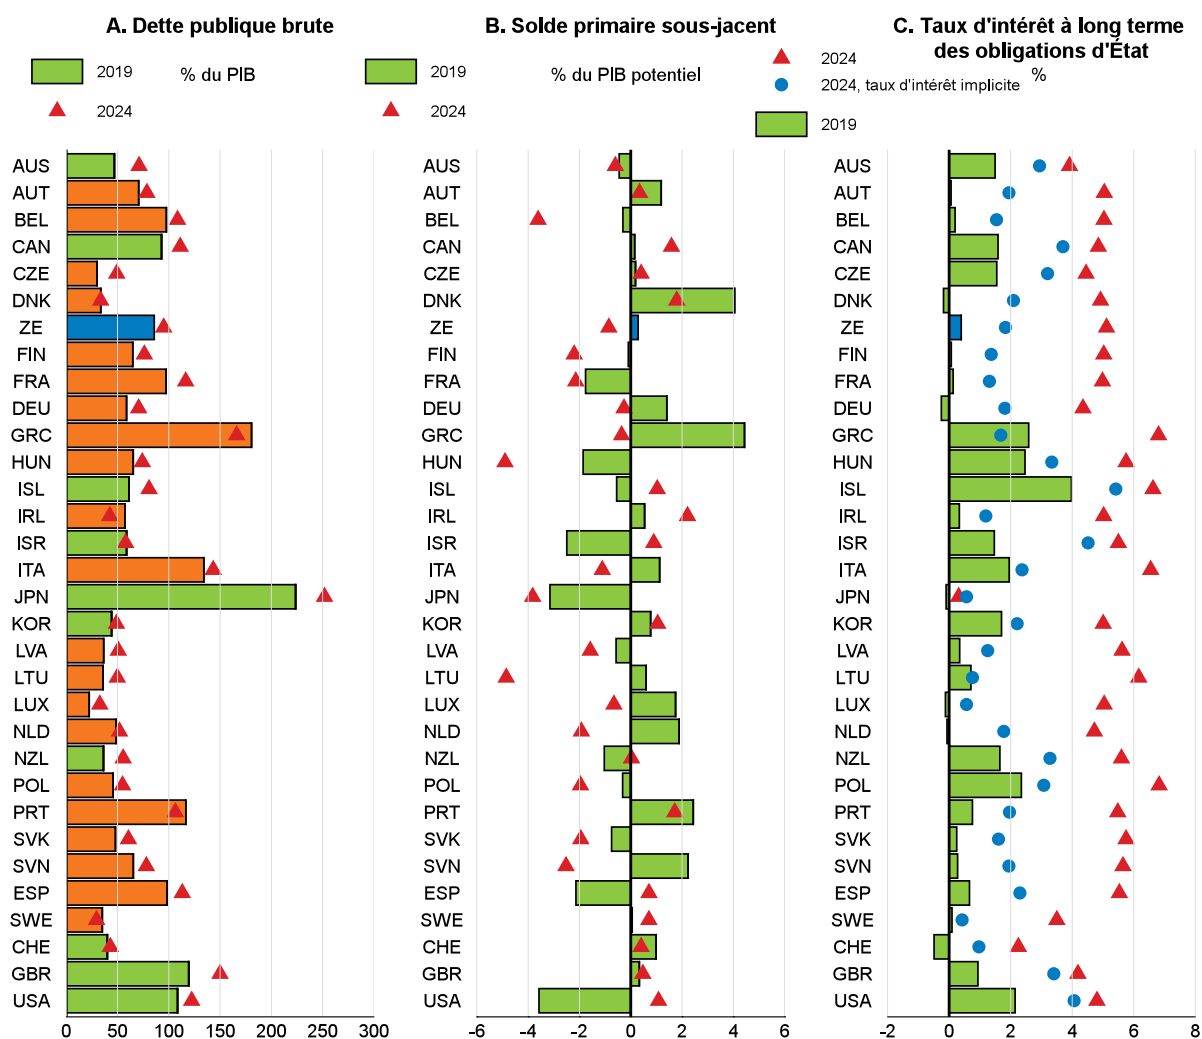 A. Dette publique brute
2019
% du PIB
2024
AUS
AUT
BEL
CAN
CZE
DNK
ZE
FIN
FRA
DEU
GRC
HUN
ISL
IRL
ISR
ITA
JPN
KOR
LVA
LTU
LUX
NLD
NZL
POL
PRT
SVK
SVN
ESP
SWE
CHE
GBR
USA
0 50 100 150 200 250 300
B. Solde primaire sous-jacent
2019
% du PIB potentiel
2024
AUS
AUT
BEL
CAN
CZE
DNK
ZE
FIN
FRA
DEU
GRC
HUN
ISL
IRL
ISR
ITA
JPN
KOR
LVA
LTU
LUX
NLD
NZL
POL
PRT
SVK
SVN
ESP
SWE
CHE
GBR
USA
-6 -4 -2 0 2 4 6
C. Taux d'intérêt à long terme
des obligations d'État
2024
2024, taux d'intérêt implicite
%
2019
AUS
AUT
BEL
CAN
CZE
DNK
ZE
FIN
FRA
DEU
GRC
HUN
ISL
IRL
ISR
ITA
JPN
KOR
LVA
LTU
LUX
NLD
NZL
POL
PRT
SVK
SVN
ESP
SWE
CHE
GBR
USA
-2 0 2 4 6 8